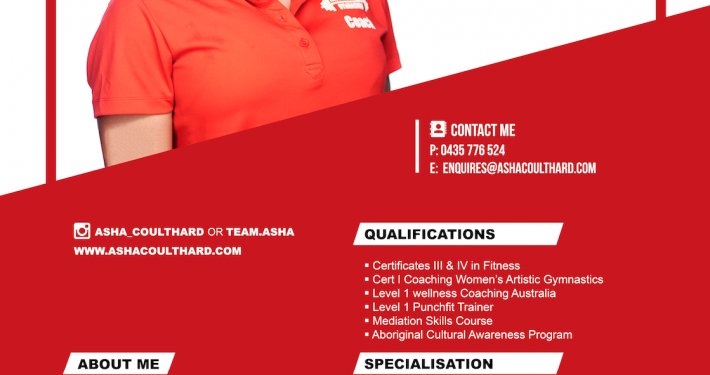 Coach
CONTACT ME
P: 0435 776 524
E: ENQUIRES@ASHACOULTHARD.COM
ASHA_COULTHARD OR TEAM.ASHA
WWW.ASHACOULTHARD.COM
QUALIFICATIONS
▪ Certificates III & IV in Fitness
▪ Cert I Coaching Women's Artistic Gymnastics
▪ Level 1 wellness Coaching Australia
▪ Level 1 Punchfit Trainer
▪ Mediation Skills Course
▪ Aboriginal Cultural Awareness Program
ABOUT ME
SPECIALISATION